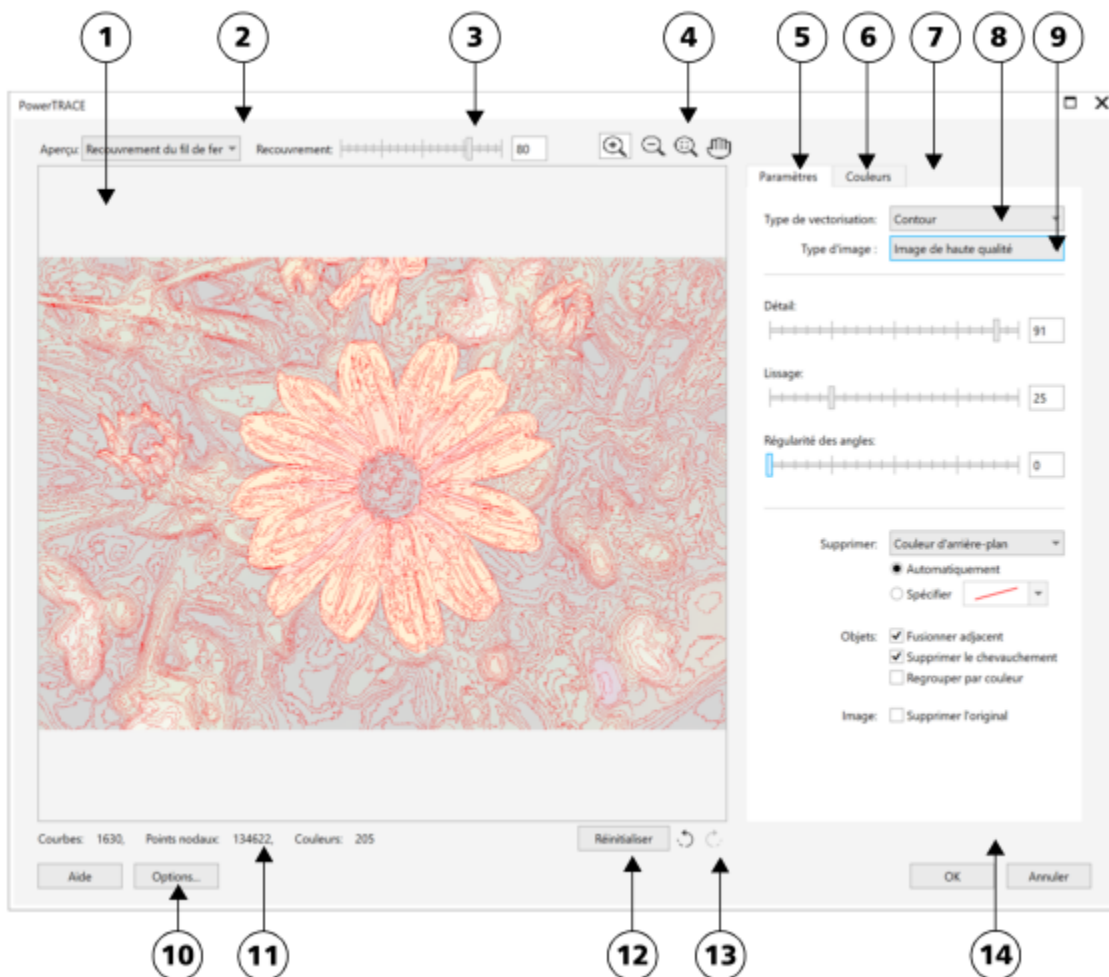 1 2 3 4 5 6 7 8 9
PowerTRACE
Aperçu: Recouvrement du fil de fer Recouvrement: 80
Paramètres Couleurs
Type de vectorisation: Contour
Type d'image : Image de haute qualité
Détail:
91
Lissage:
25
Régularité des angles:
0
Supprimer: Couleur d'arrière-plan
Automatiquement
Spécifier
Objets: Fusionner adjacent
Supprimer le chevauchement
Regrouper par couleur
Image: Supprimer l'original
Courbes: 1630, Points nodaux: 134622, Couleurs: 205 Réinitialiser
Aide Options... OK Annuler
10 11 12 13 14